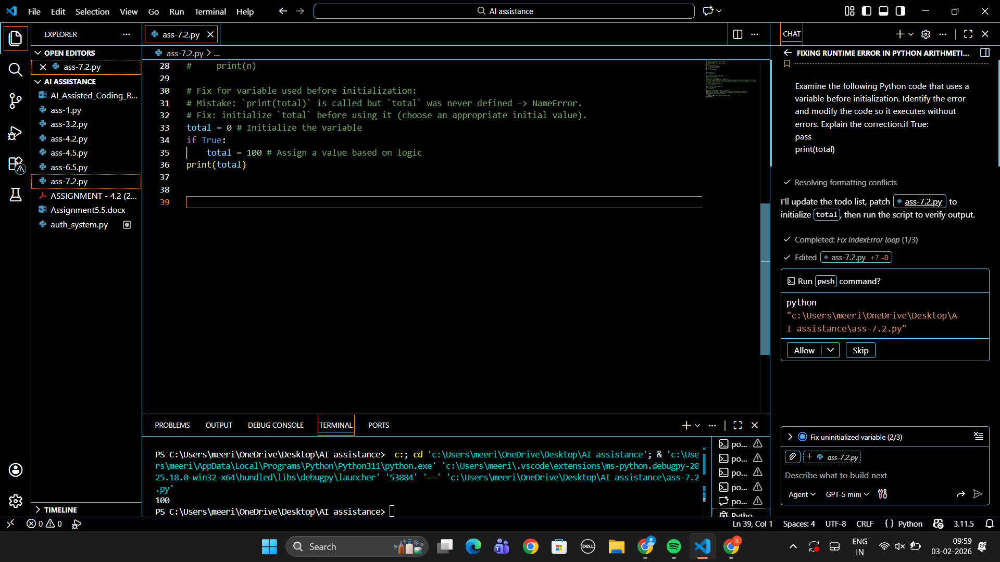 File Edit Selection View Go Run Terminal Help
AI assistance
EXPLORER
OPEN EDITORS
ass-7.2.py
AI ASSISTANCE
AI_Assisted_Coding_R...
ass-1.py
ass-3.2.py
ass-4.2.py
ass-4.5.py
ass-6.5.py
ass-7.2.py
ASSIGNMENT - 4.2 (2...
Assignment5.5.docx
auth_system.py
TIMELINE
ass-7.2.py
ass-7.2.py > ...
28 #     print(n)
29
30 # Fix for variable used before initialization:
31 # Mistake: `print(total)` is called but `total` was never defined -> NameError.
32 # Fix: initialize `total` before using it (choose an appropriate initial value).
33 total = 0 # Initialize the variable
34 if True:
35     total = 100 # Assign a value based on logic
36 print(total)
37
38
39
PROBLEMS OUTPUT DEBUG CONSOLE TERMINAL PORTS
PS C:\Users\meeri\OneDrive\Desktop\AI assistance>  c:; cd 'c:\Users\meeri\OneDrive\Desktop\AI assistance'; & 'c:\Use
rs\meeri\AppData\Local\Programs\Python\Python311\python.exe' 'c:\Users\meeri\.vscode\extensions\ms-python.debugpy-20
25.18.0-win32-x64\bundled\libs\debugpy\launcher' '53884' '--' 'c:\Users\meeri\OneDrive\Desktop\AI assistance\ass-7.2
.py'
100
PS C:\Users\meeri\OneDrive\Desktop\AI assistance>
po...
po...
po...
po...
po...
CHAT
FIXING RUNTIME ERROR IN PYTHON ARITHMETI...
Examine the following Python code that uses a
variable before initialization. Identify the error
and modify the code so it executes without
errors. Explain the correction.if True:
pass
print(total)
Resolving formatting conflicts
I'll update the todo list, patch ass-7.2.py to
initialize total, then run the script to verify output.
Completed: Fix IndexError loop (1/3)
Edited ass-7.2.py +7 -0
Run pwsh command?
python
"c:\Users\meeri\OneDrive\Desktop\A
I assistance\ass-7.2.py"
Allow Skip
Fix uninitialized variable (2/3)
ass-7.2.py
Describe what to build next
Agent GPT-5 mini
0 0
Ln 39, Col 1 Spaces: 4 UTF-8 CRLF { } Python 3.11.5
Search
DELL
S
ENG
IN
09:59
03-02-2026